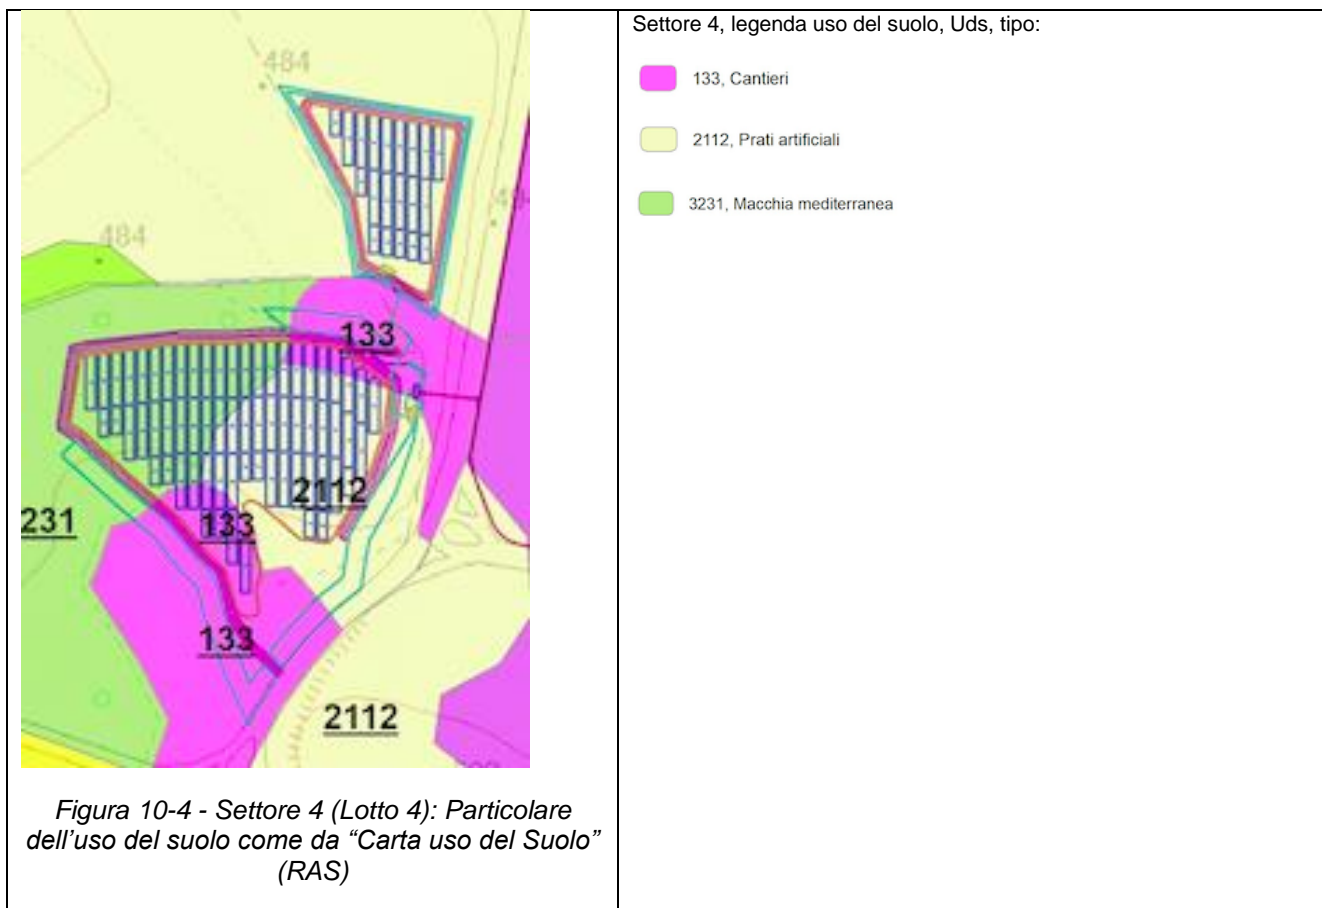 484
484
133
2112
231
133
133
2112
Figura 10-4 - Settore 4 (Lotto 4): Particolare
dell’uso del suolo come da “Carta uso del Suolo”
(RAS)
Settore 4, legenda uso del suolo, Uds, tipo:
133, Cantieri
2112, Prati artificiali
3231, Macchia mediterranea